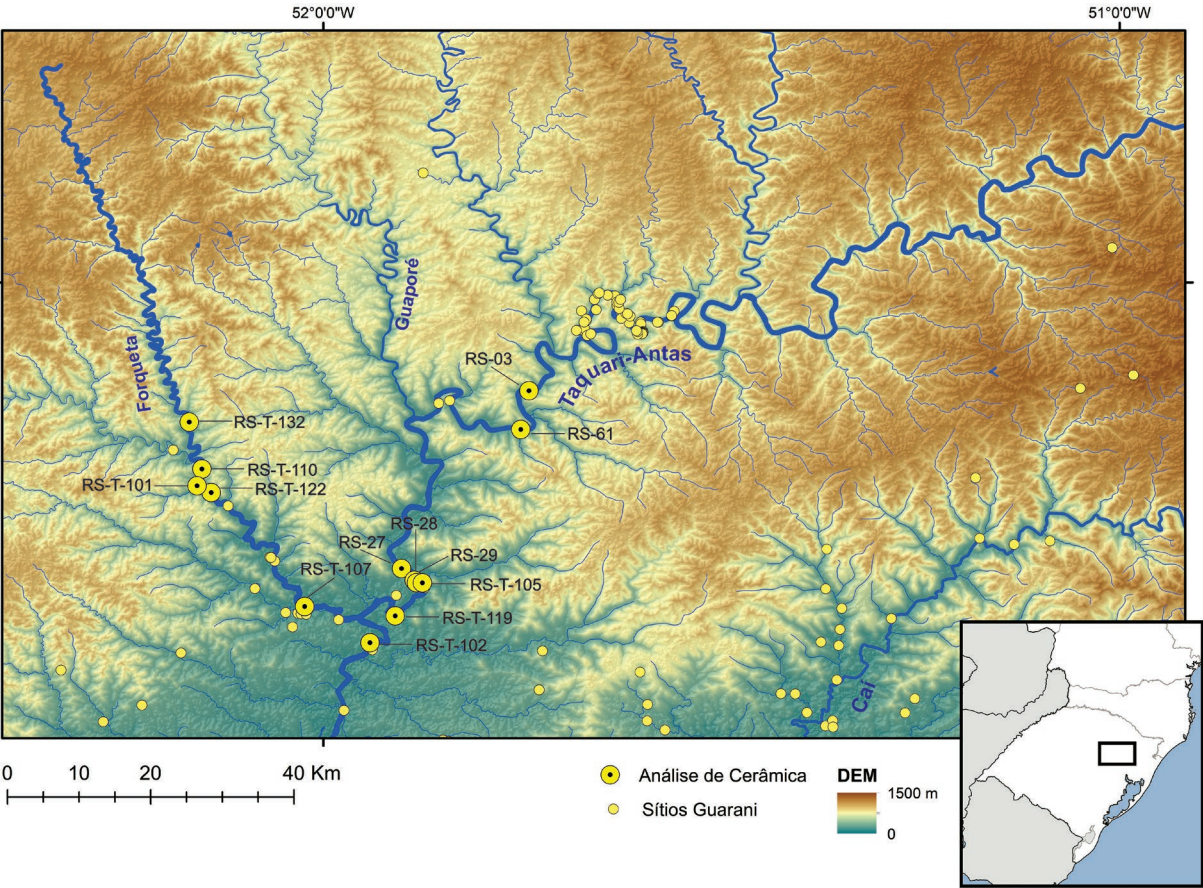 52°0'0"W
51°0'0"W
Forqueta
Guaporé
Taquari-Antas
RS-03
RS-61
RS-T-132
RS-T-110
RS-T-101
RS-T-122
RS-28
RS-27
RS-29
RS-T-107
RS-T-105
RS-T-119
RS-T-102
Caí
0 10 20 40 Km
Análise de Cerâmica
Sítios Guarani
DEM
1500 m
0